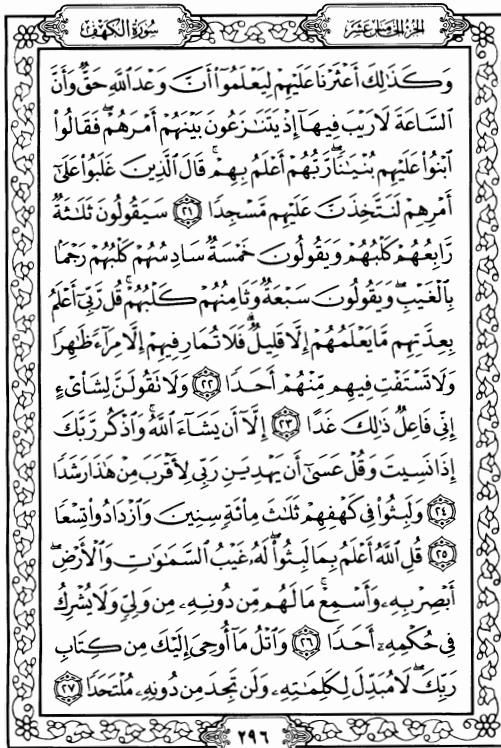 الجزء الخامس عشر
سورة الكهف
وَكَذَٰلِكَ أَعْثَرْنَا عَلَيْهِمْ لِيَعْلَمُوٓا۟ أَنَّ وَعْدَ ٱللَّهِ حَقٌّ وَأَنَّ
ٱلسَّاعَةَ لَا رَيْبَ فِيهَآ إِذْ يَتَنَٰزَعُونَ بَيْنَهُمْ أَمْرَهُمْ ۖ فَقَالُوا۟
ٱبْنُوا۟ عَلَيْهِم بُنْيَٰنًا ۖ رَّبُّهُمْ أَعْلَمُ بِهِمْ ۚ قَالَ ٱلَّذِينَ غَلَبُوا۟ عَلَىٰٓ
أَمْرِهِمْ لَنَتَّخِذَنَّ عَلَيْهِم مَّسْجِدًا ٢١ سَيَقُولُونَ ثَلَٰثَةٌ
رَّابِعُهُمْ كَلْبُهُمْ وَيَقُولُونَ خَمْسَةٌ سَادِسُهُمْ كَلْبُهُمْ رَجْمًۢا
بِٱلْغَيْبِ ۖ وَيَقُولُونَ سَبْعَةٌ وَثَامِنُهُمْ كَلْبُهُمْ ۚ قُل رَّبِّىٓ أَعْلَمُ
بِعِدَّتِهِم مَّا يَعْلَمُهُمْ إِلَّا قَلِيلٌ ۗ فَلَا تُمَارِ فِيهِمْ إِلَّا مِرَآءً ظَٰهِرًا
وَلَا تَسْتَفْتِ فِيهِم مِّنْهُمْ أَحَدًا ٢٢ وَلَا تَقُولَنَّ لِشَا۟ىْءٍ
إِنِّى فَاعِلٌ ذَٰلِكَ غَدًا ٢٣ إِلَّآ أَن يَشَآءَ ٱللَّهُ ۚ وَٱذْكُر رَّبَّكَ
إِذَا نَسِيتَ وَقُلْ عَسَىٰٓ أَن يَهْدِيَنِ رَبِّى لِأَقْرَبَ مِنْ هَٰذَا رَشَدًا
٢٤ وَلَبِثُوا۟ فِى كَهْفِهِمْ ثَلَٰثَ مِا۟ئَةٍ سِنِينَ وَٱزْدَادُوا۟ تِسْعًا
٢٥ قُلِ ٱللَّهُ أَعْلَمُ بِمَا لَبِثُوا۟ ۖ لَهُۥ غَيْبُ ٱلسَّمَٰوَٰتِ وَٱلْأَرْضِ ۖ
أَبْصِرْ بِهِۦ وَأَسْمِعْ ۚ مَا لَهُم مِّن دُونِهِۦ مِن وَلِىٍّ وَلَا يُشْرِكُ
فِى حُكْمِهِۦٓ أَحَدًا ٢٦ وَٱتْلُ مَآ أُوحِىَ إِلَيْكَ مِن كِتَابِ
رَبِّكَ ۖ لَا مُبَدِّلَ لِكَلِمَٰتِهِۦ وَلَن تَجِدَ مِن دُونِهِۦ مُلْتَحَدًا ٢٧
٢٩٦